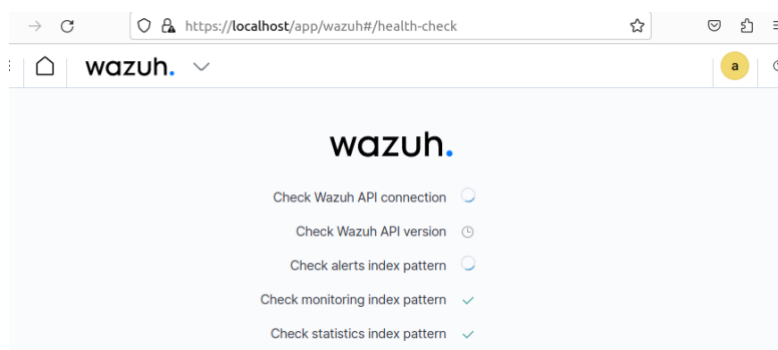 https://localhost/app/wazuh#/health-check
wazuh.
a
wazuh.
Check Wazuh API connection
Check Wazuh API version
Check alerts index pattern
Check monitoring index pattern
Check statistics index pattern